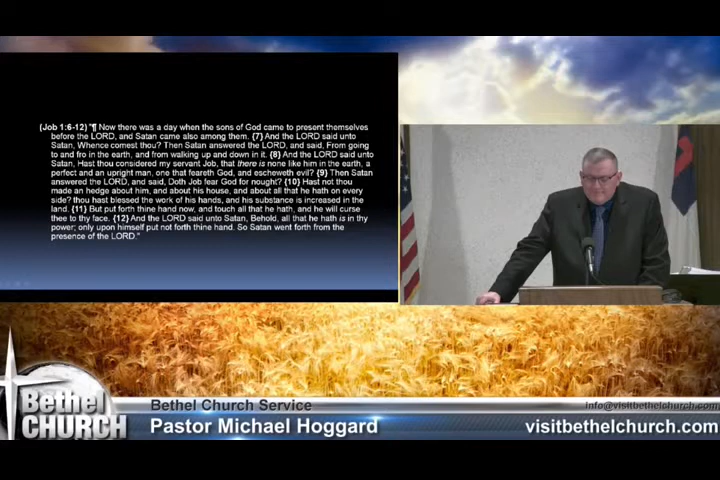 (Job 1:6-12) "¶ Now there was a day when the sons of God came to present themselves
before the LORD, and Satan came also among them. {7} And the LORD said unto
Satan, Whence comest thou? Then Satan answered the LORD, and said, From going
to and fro in the earth, and from walking up and down in it. {8} And the LORD said unto
Satan, Hast thou considered my servant Job, that there is none like him in the earth, a
perfect and an upright man, one that feareth God, and escheweth evil? {9} Then Satan
answered the LORD, and said, Doth Job fear God for nought? {10} Hast not thou
made an hedge about him, and about his house, and about all that he hath on every
side? thou hast blessed the work of his hands, and his substance is increased in the
land. {11} But put forth thine hand now, and touch all that he hath, and he will curse
thee to thy face. {12} And the LORD said unto Satan, Behold, all that he hath is in thy
power; only upon himself put not forth thine hand. So Satan went forth from the
presence of the LORD."
Bethel
CHURCH
Bethel Church Service
info@visitbethelchurch.com
Pastor Michael Hoggard
visitbethelchurch.com